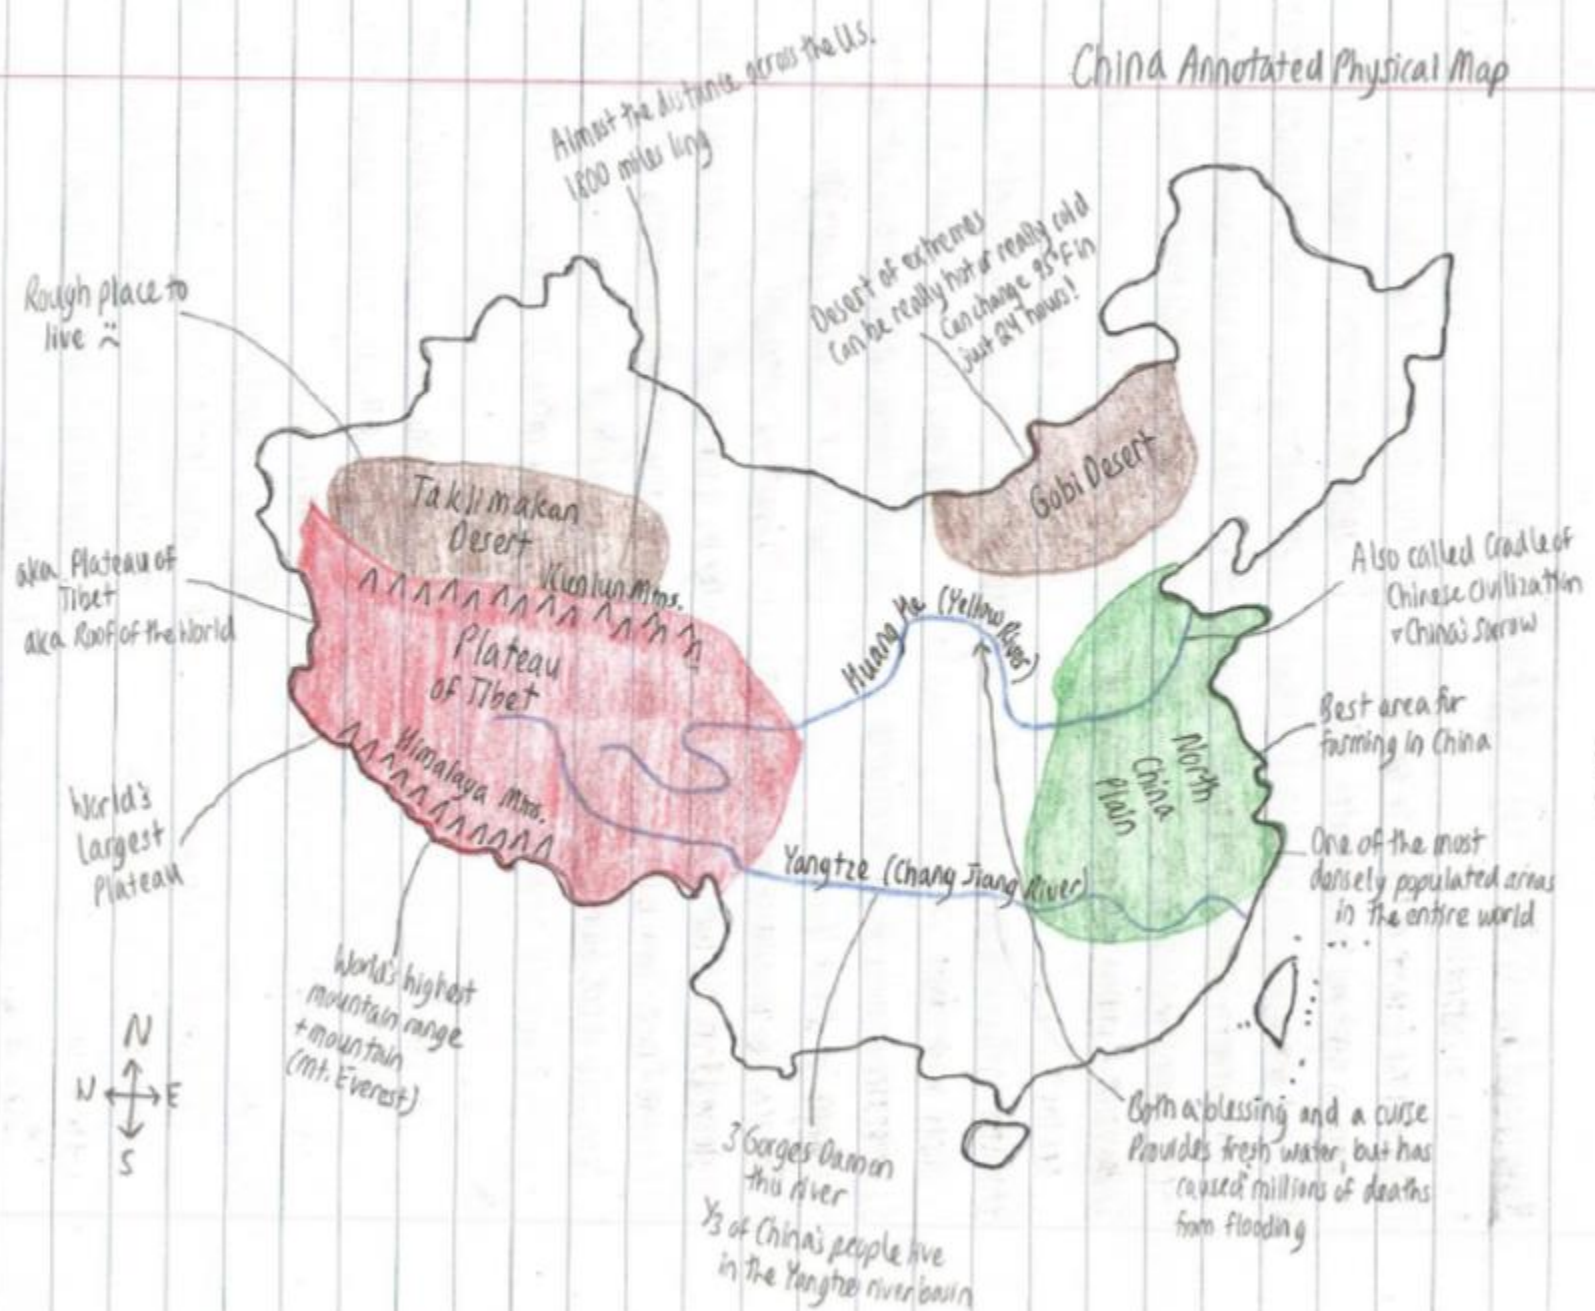 China Annotated Physical Map
Almost the distance across the U.S.
1800 miles ling
Desert of extremes
can be really hot or really cold
Can change 95°F in
just 24 hours!
Rough place to
live
Gobi Desert
Taklimakan
Desert
Kunlun Mtns.
aka Plateau of
Tibet
aka Roof of the World
Plateau
of Tibet
Himalaya Mtns.
World's
largest
Plateau
Huang He (Yellow River)
Also called Cradle of
Chinese Civilization
+ China's Sorrow
Best area for
farming in China
North
China
Plain
Yangtze (Chang Jiang River)
One of the most
densely populated areas
in the entire world
World's highest
mountain range
+ mountain
(Mt. Everest)
N
W E
S
3 Gorges Dam on
this river
1/3 of China's people live
in the Yangtze river basin
Both a blessing and a curse
Provides fresh water, but has
caused millions of deaths
from flooding